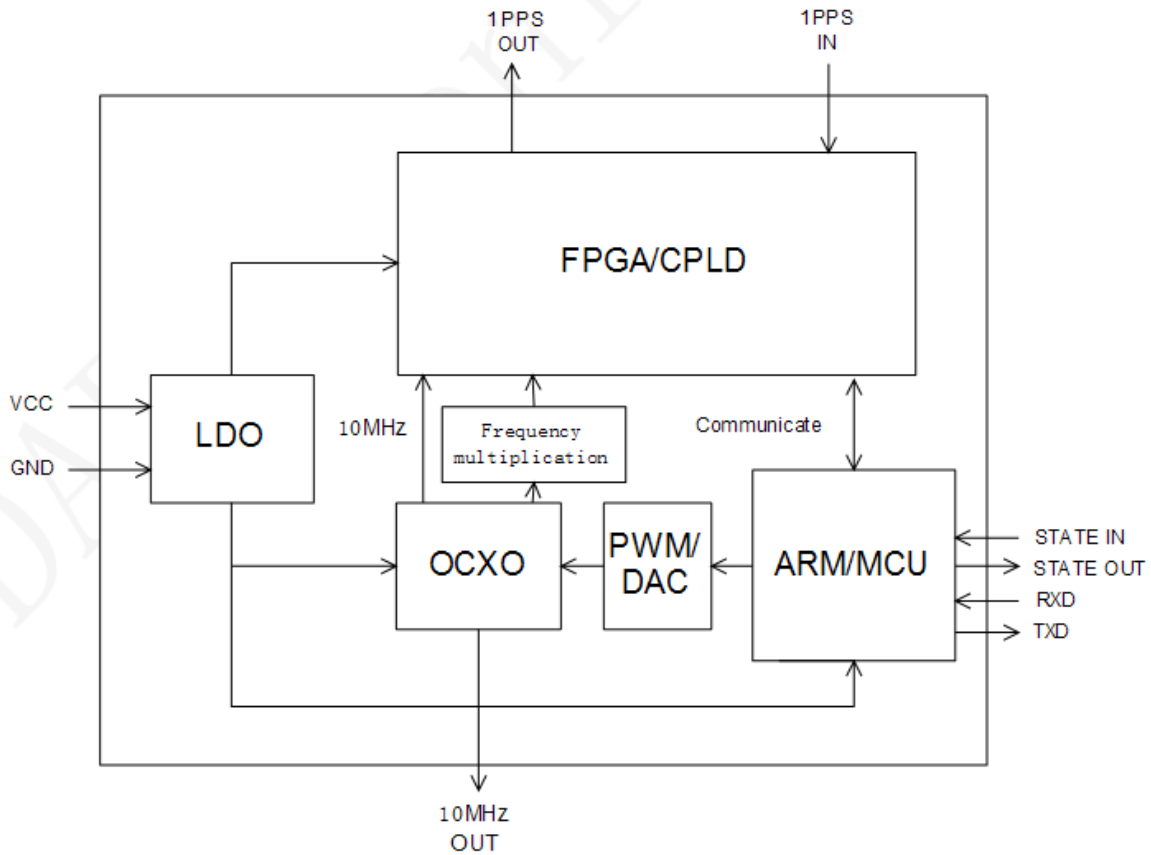 1PPS
OUT
1PPS
IN
FPGA/CPLD
VCC
GND
LDO
10MHz
Frequency
multiplication
Communicate
OCXO
PWM/
DAC
ARM/MCU
STATE IN
STATE OUT
RXD
TXD
10MHz
OUT